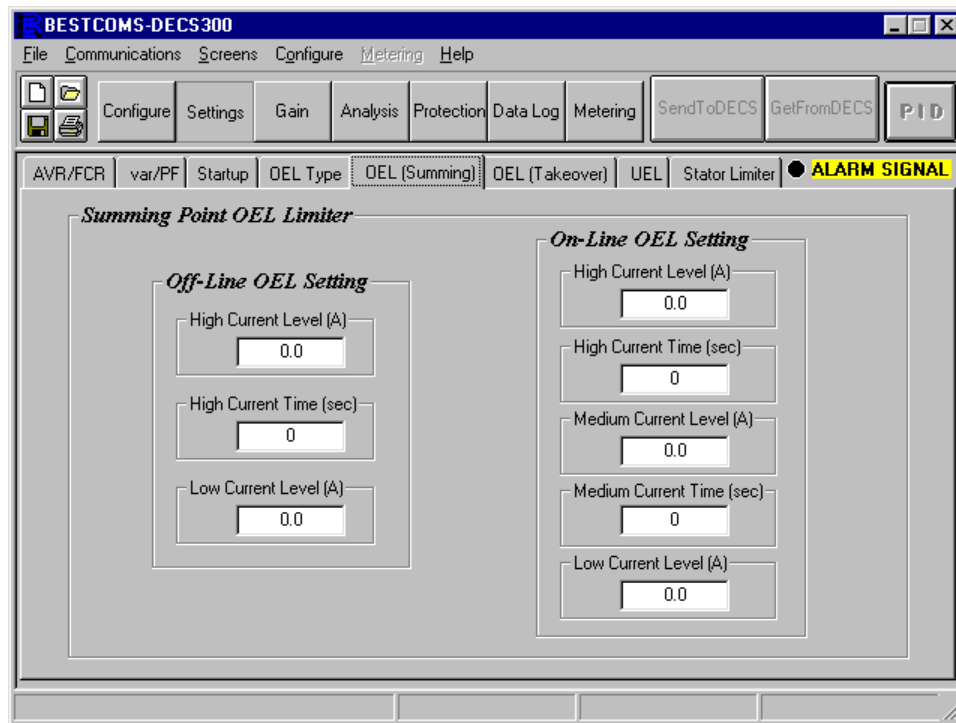 BESTCOMS-DECS300
File Communications Screens Configure Metering Help
Configure Settings Gain Analysis Protection Data Log Metering SendToDECS GetFromDECS PID
AVR/FCR var/PF Startup OEL Type OEL (Summing) OEL (Takeover) UEL Stator Limiter ALARM SIGNAL
Summing Point OEL Limiter
Off-Line OEL Setting
High Current Level (A)
0.0
High Current Time (sec)
0
Low Current Level (A)
0.0
On-Line OEL Setting
High Current Level (A)
0.0
High Current Time (sec)
0
Medium Current Level (A)
0.0
Medium Current Time (sec)
0
Low Current Level (A)
0.0